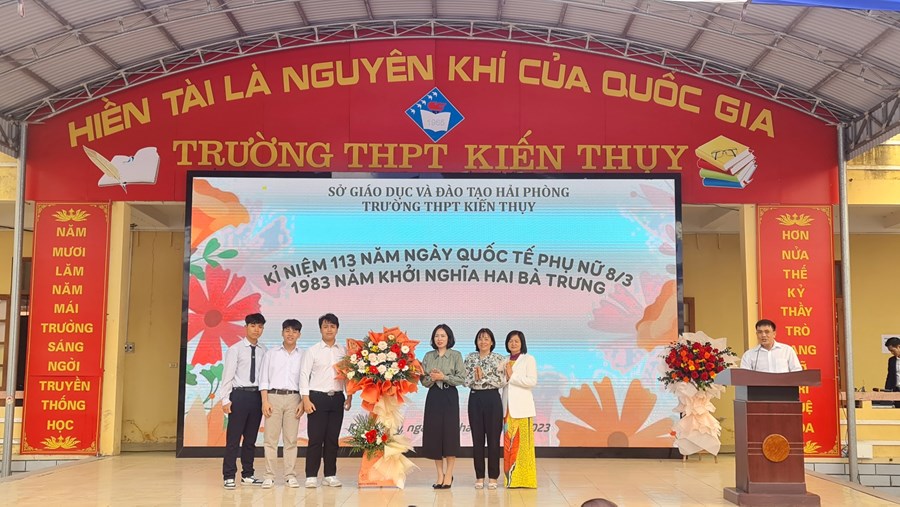 HIỀN TÀI LÀ NGUYÊN KHÍ CỦA QUỐC GIA
TRƯỜNG THPT KIẾN THỤY
SỞ GIÁO DỤC VÀ ĐÀO TẠO HẢI PHÒNG
TRƯỜNG THPT KIẾN THỤY
KỈ NIỆM 113 NĂM NGÀY QUỐC TẾ PHỤ NỮ 8/3
1983 NĂM KHỞI NGHĨA HAI BÀ TRƯNG
2023
NĂM
MƯƠI
LĂM
NĂM
MÁI
TRƯỜNG
SÁNG
NGỜI
TRUYỀN
THỐNG
HỌC
HƠN
NỬA
THẾ
KỶ
THẦY
TRÒ